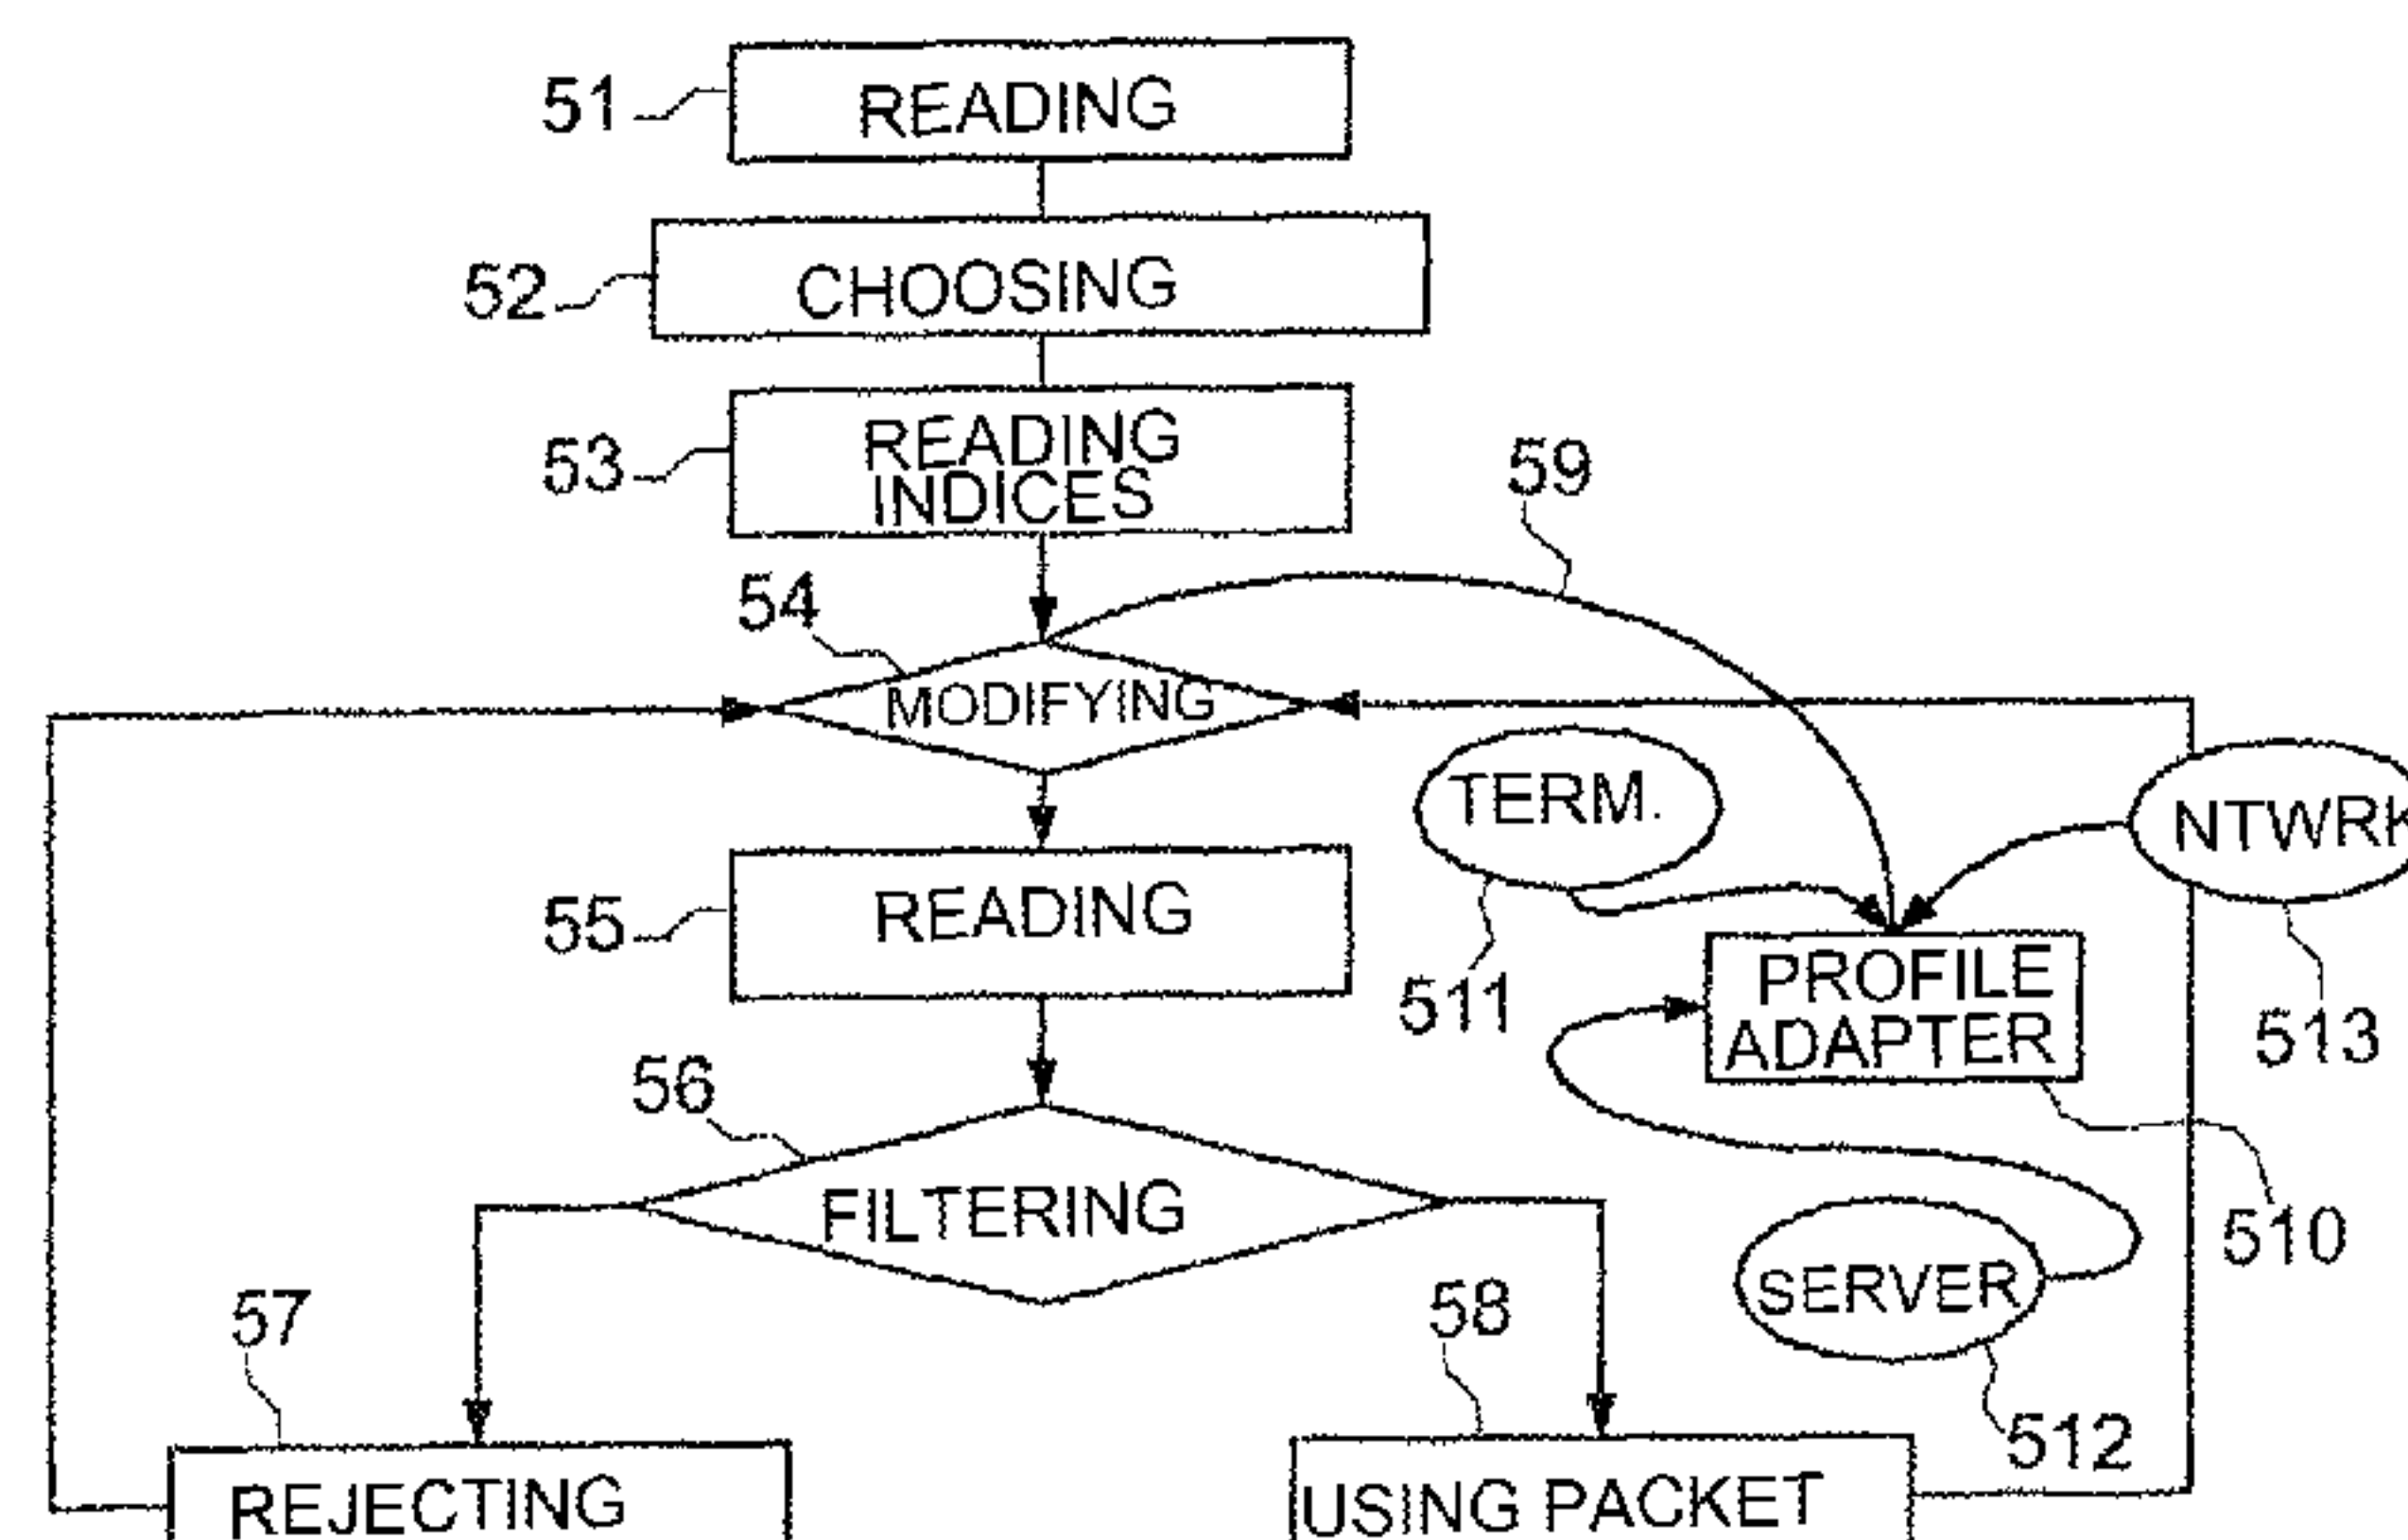 51
READING
52
CHOOSING
53
READING
INDICES
59
54
MODIFYING
TERM.
NTWRK
55
READING
511
PROFILE
ADAPTER
513
56
FILTERING
510
SERVER
57
58
512
REJECTING
USING PACKET